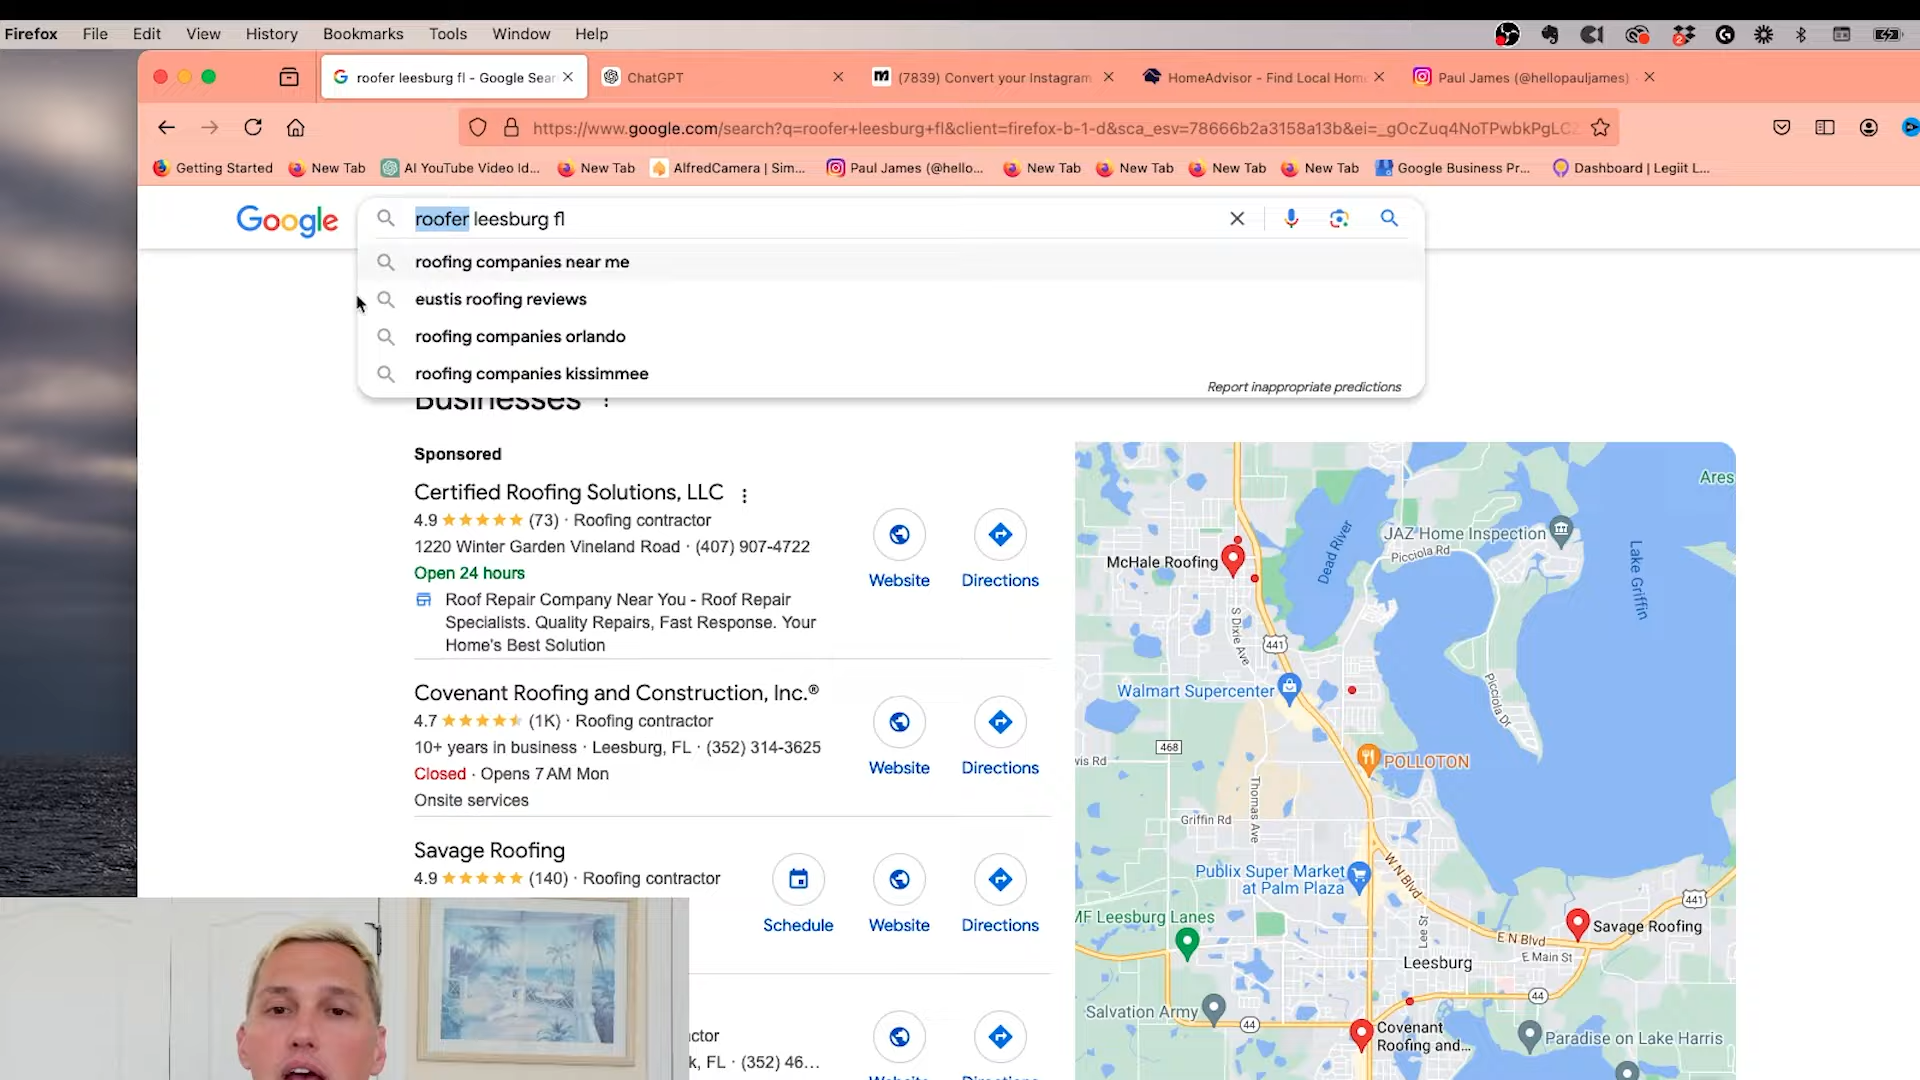 Firefox File Edit View History Bookmarks Tools Window Help
roofer leesburg fl - Google Sear
ChatGPT
(7839) Convert your Instagram
HomeAdvisor - Find Local Hom
Paul James (@hellopauljames)
https://www.google.com/search?q=roofer+leesburg+fl&client=firefox-b-1-d&sca_esv=78666b2a3158a13b&ei=_gOcZuq4NoTPwbkPgLC
Getting Started New Tab AI YouTube Video Id... New Tab AlfredCamera | Sim... Paul James (@hello... New Tab New Tab New Tab New Tab Google Business Pr... Dashboard | Legiit L...
Google
roofer leesburg fl
roofing companies near me
eustis roofing reviews
roofing companies orlando
roofing companies kissimmee
Report inappropriate predictions
Businesses
Sponsored
Certified Roofing Solutions, LLC
4.9 (73) · Roofing contractor
1220 Winter Garden Vineland Road · (407) 907-4722
Open 24 hours
Roof Repair Company Near You - Roof Repair
Specialists. Quality Repairs, Fast Response. Your
Home's Best Solution
Website
Directions
Covenant Roofing and Construction, Inc.®
4.7 (1K) · Roofing contractor
10+ years in business · Leesburg, FL · (352) 314-3625
Closed · Opens 7 AM Mon
Onsite services
Website
Directions
Savage Roofing
4.9 (140) · Roofing contractor
Schedule
Website
Directions
k, FL · (352) 46...
Ares
JAZ Home Inspection
Picciola Rd
Dead River
Lake Griffin
McHale Roofing
S Dixie Ave
441
Walmart Supercenter
Picciola Dr
468
POLLOTON
Thomas Ave
Griffin Rd
Publix Super Market
at Palm Plaza
W N Blvd
441
MF Leesburg Lanes
Lee St
Savage Roofing
E N Blvd
E Main St
Leesburg
44
Salvation Army
44
Covenant
Roofing and...
Paradise on Lake Harris